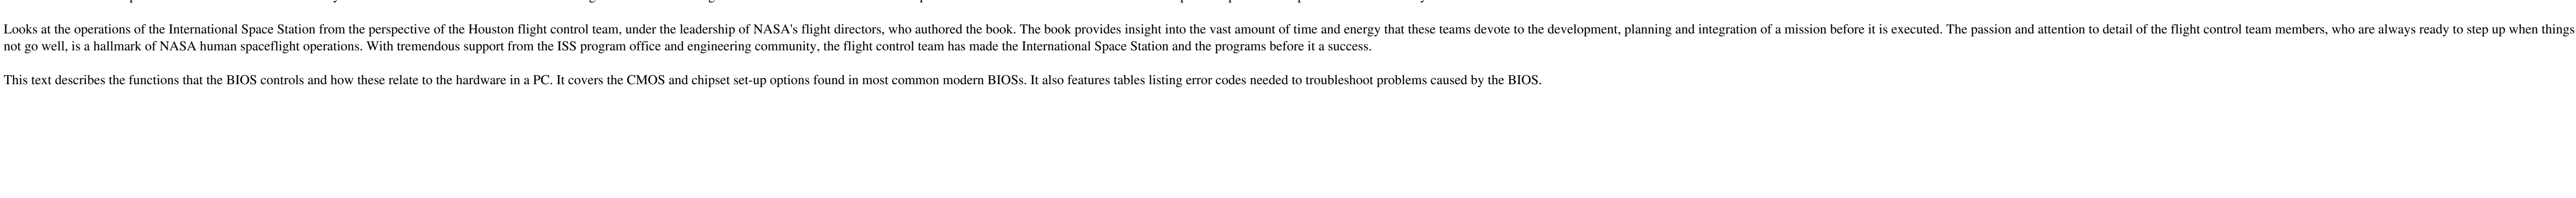 Looks at the operations of the International Space Station from the perspective of the Houston flight control team, under the leadership of NASA's flight directors, who authored the book. The book provides insight into the vast amount of time and energy that these teams devote to the development, planning and integration of a mission before it is executed. The passion and attention to detail of the flight control team members, who are always ready to step up when things
not go well, is a hallmark of NASA human spaceflight operations. With tremendous support from the ISS program office and engineering community, the flight control team has made the International Space Station and the programs before it a success.
This text describes the functions that the BIOS controls and how these relate to the hardware in a PC. It covers the CMOS and chipset set-up options found in most common modern BIOSs. It also features tables listing error codes needed to troubleshoot problems caused by the BIOS.